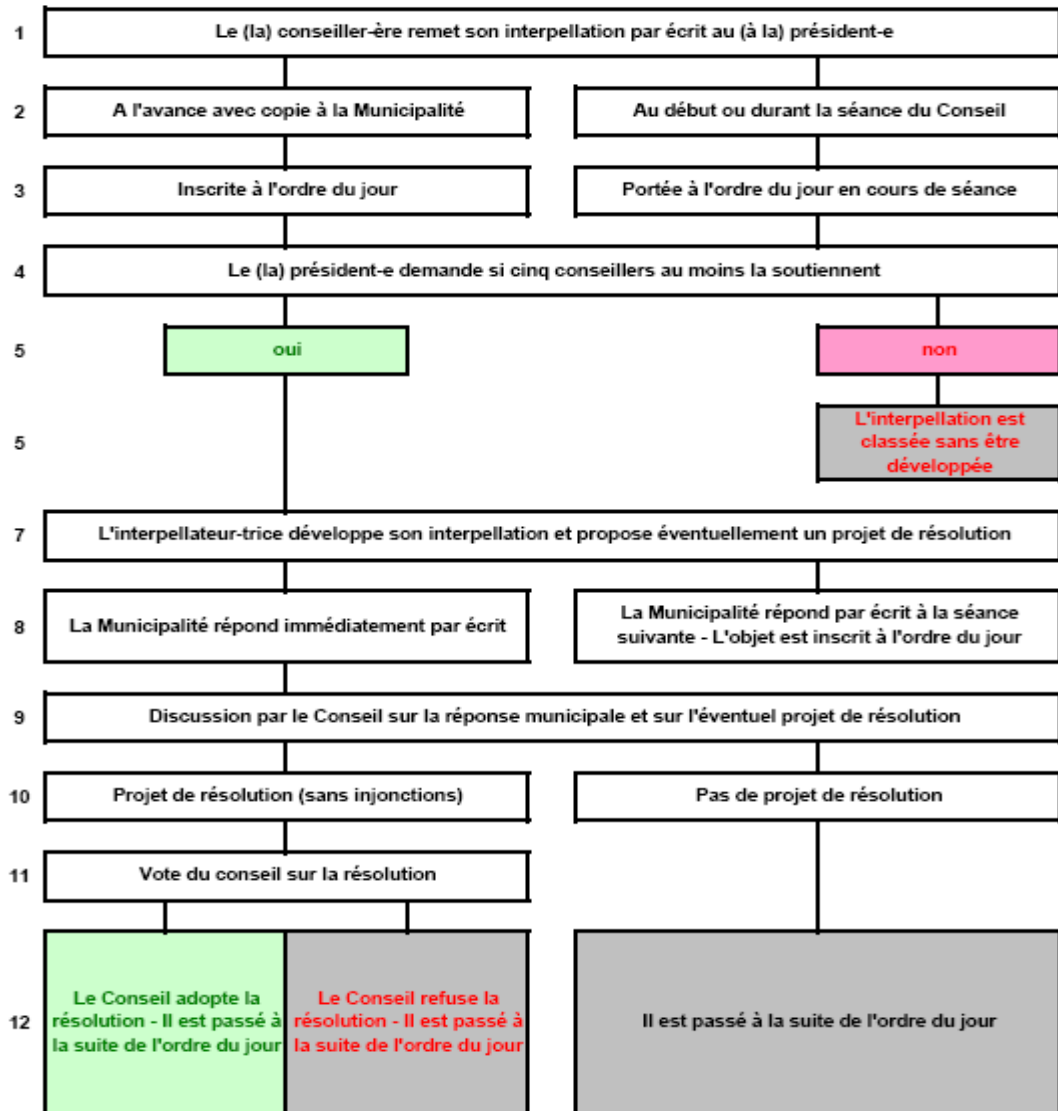 1
Le (la) conseiller-ère remet son interpellation par écrit au (à la) président-e
2
A l'avance avec copie à la Municipalité
Au début ou durant la séance du Conseil
3
Inscrite à l'ordre du jour
Portée à l'ordre du jour en cours de séance
4
Le (la) président-e demande si cinq conseillers au moins la soutiennent
5
oui
non
5
L'interpellation est
classée sans être
développée
7
L'interpellateur-trice développe son interpellation et propose éventuellement un projet de résolution
8
La Municipalité répond immédiatement par écrit
La Municipalité répond par écrit à la séance
suivante - L'objet est inscrit à l'ordre du jour
9
Discussion par le Conseil sur la réponse municipale et sur l'éventuel projet de résolution
10
Projet de résolution (sans injonctions)
Pas de projet de résolution
11
Vote du conseil sur la résolution
12
Le Conseil adopte la
résolution - Il est passé à
la suite de l'ordre du jour
Le Conseil refuse la
résolution - Il est passé à
la suite de l'ordre du jour
Il est passé à la suite de l'ordre du jour